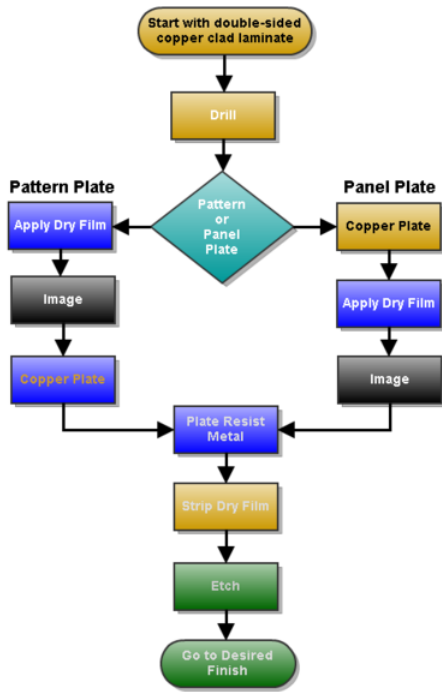 Start with double-sided
copper clad laminate
Drill
Pattern
or
Panel
Plate
Pattern Plate
Apply Dry Film
Image
Copper Plate
Panel Plate
Copper Plate
Apply Dry Film
Image
Plate Resist
Metal
Strip Dry Film
Etch
Go to Desired
Finish